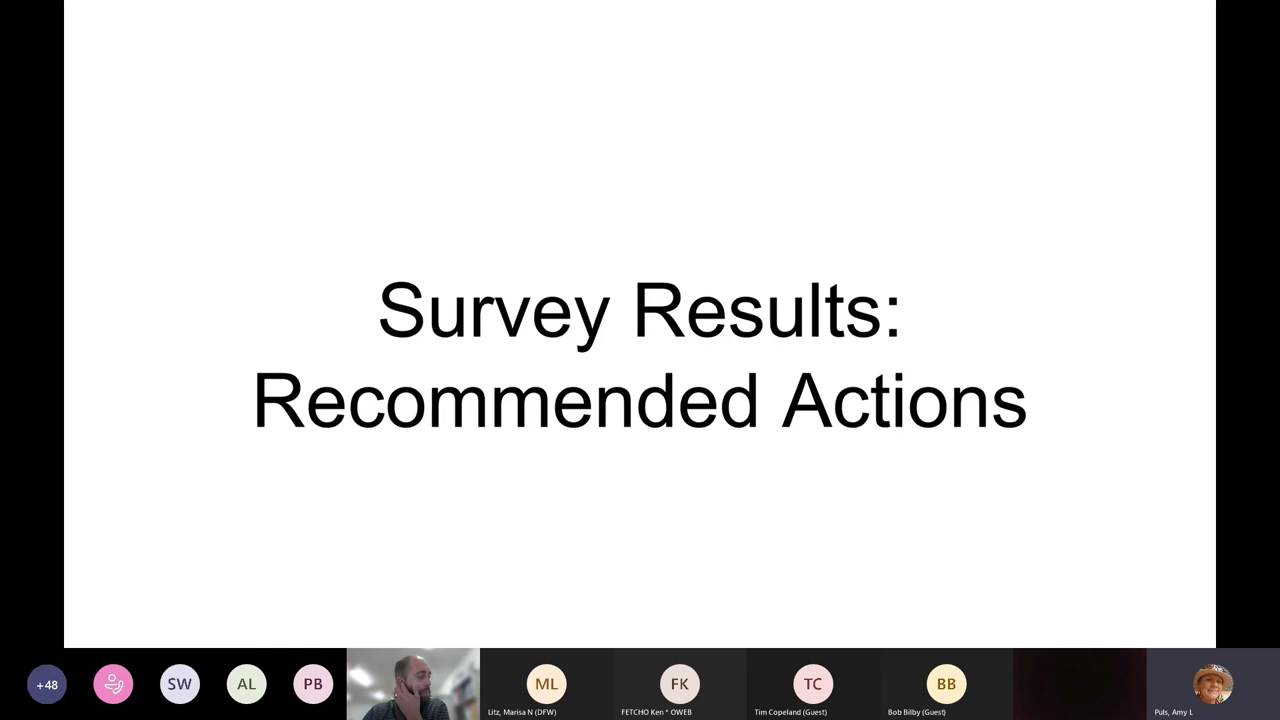 Survey Results:
Recommended Actions
+48
SW
AL
PB
ML
Litz, Marisa N (DFW)
FK
FETCHO Ken * OWEB
TC
Tim Copeland (Guest)
BB
Bob Bilby (Guest)
Puls, Amy L